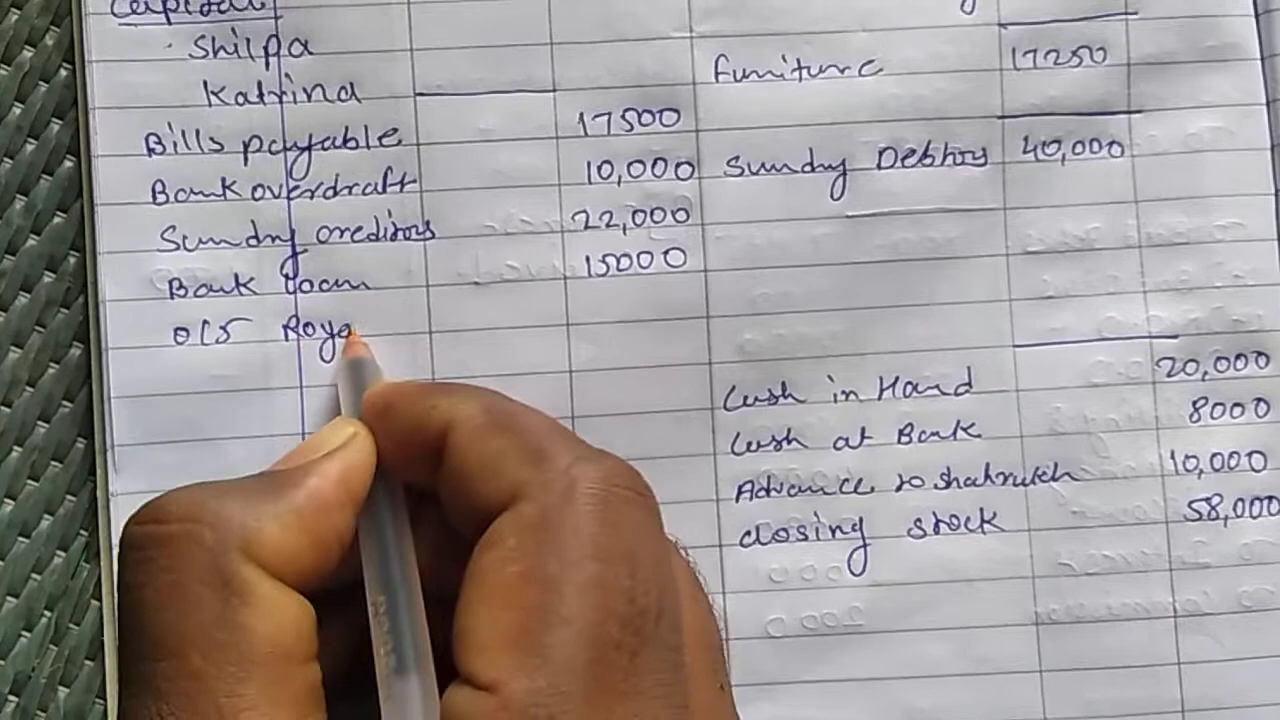 Capital
Shilpa
Katrina
Bills payable 17500
Bank overdraft 10,000
Sundry creditors 22,000
Bank loan 15000
O/S Roya
Furniture 17250
Sundry Debtors 40,000
Cash in Hand 20,000
Cash at Bank 8000
Advance to Shahrukh 10,000
closing stock 58,000